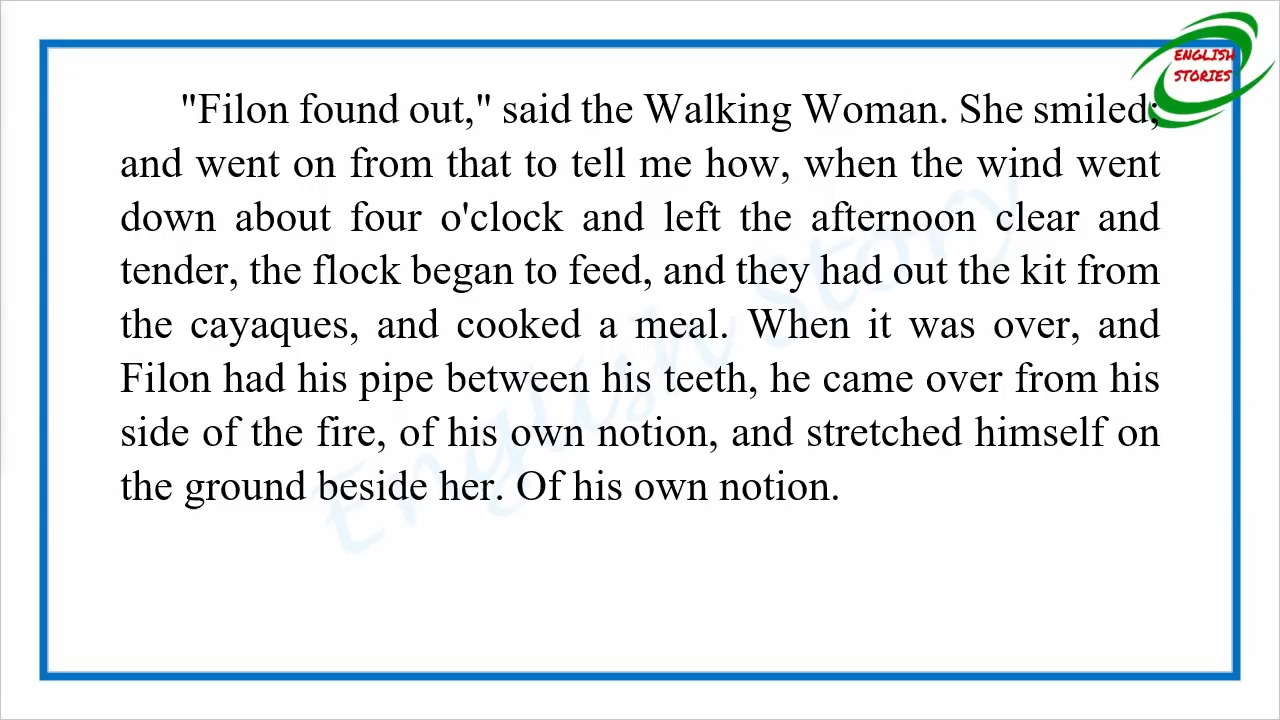 ENGLISH
STORIES
"Filon found out," said the Walking Woman. She smiled;
and went on from that to tell me how, when the wind went
down about four o'clock and left the afternoon clear and
tender, the flock began to feed, and they had out the kit from
the cayaques, and cooked a meal. When it was over, and
Filon had his pipe between his teeth, he came over from his
side of the fire, of his own notion, and stretched himself on
the ground beside her. Of his own notion.
English Story